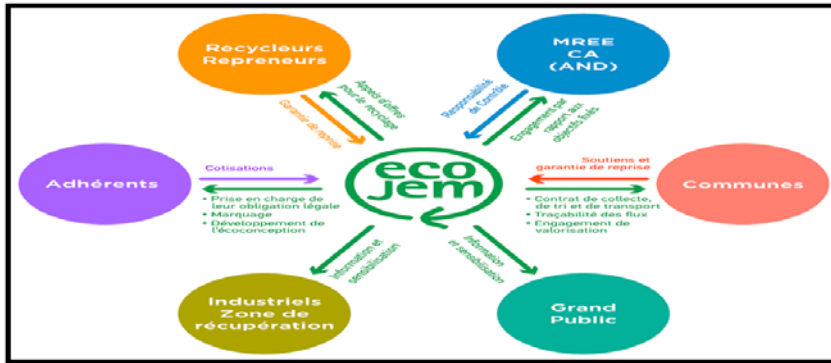 Recycleurs
Repreneurs
MREE
CA
(AND)
Appels d'offres
pour le recyclage
Garantie de reprise
Responsabilité
de Contrôle
Engagement par
rapport aux
objectifs fixés
Adhérents
Cotisations
• Prise en charge de
leur obligation légale
• Marquage
• Développement de
l'écoconception
eco
jem
Soutiens et
garantie de reprise
• Contrat de collecte,
de tri et de transport
• Traçabilité des flux
• Engagement de
valorisation
Communes
Information et
sensibilisation
Information
et sensibilisation
Industriels
Zone de
récupération
Grand
Public